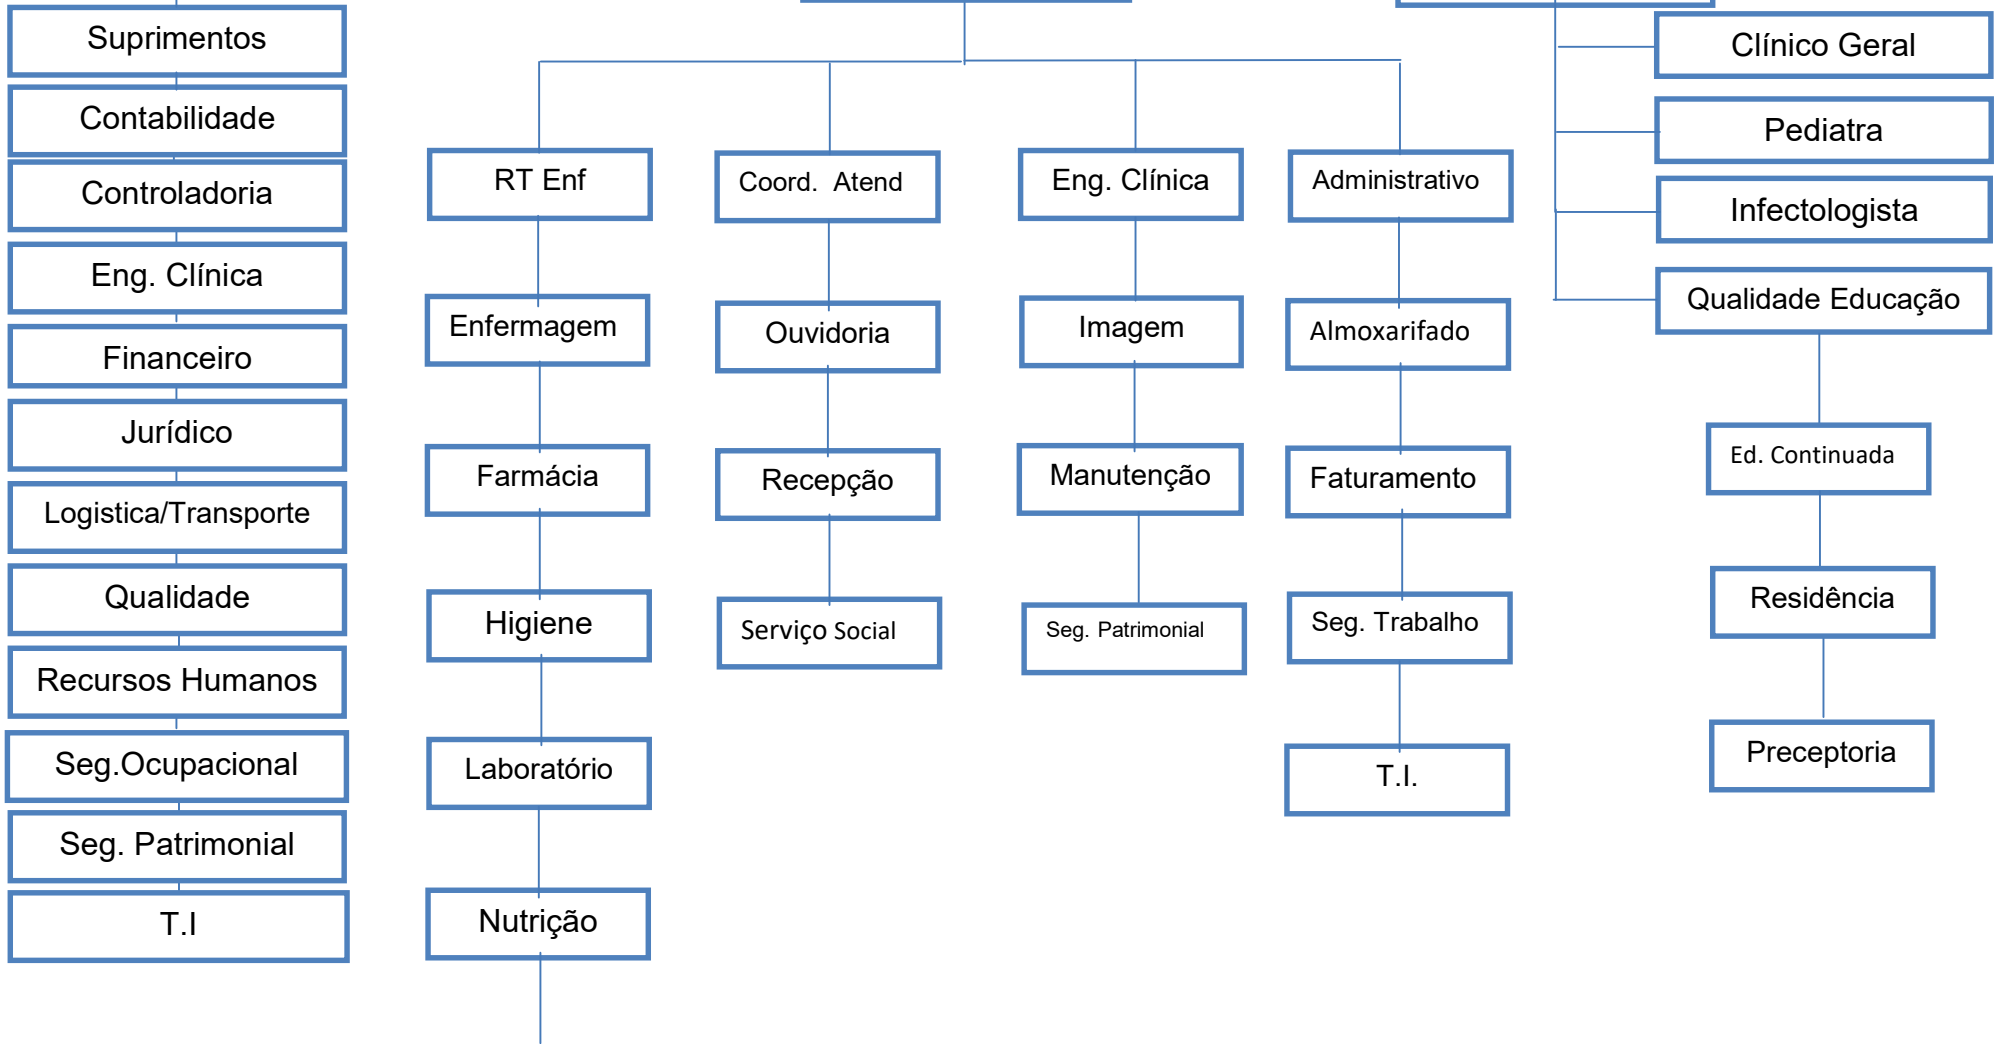 Suprimentos
Contabilidade
Controladoria
Eng. Clínica
Financeiro
Jurídico
Logistica/Transporte
Qualidade
Recursos Humanos
Seg.Ocupacional
Seg. Patrimonial
T.I
RT Enf
Enfermagem
Farmácia
Higiene
Laboratório
Nutrição
Coord. Atend
Ouvidoria
Recepção
Serviço Social
Eng. Clínica
Imagem
Manutenção
Seg. Patrimonial
Administrativo
Almoxarifado
Faturamento
Seg. Trabalho
T.I.
Clínico Geral
Pediatra
Infectologista
Qualidade Educação
Ed. Continuada
Residência
Preceptoria